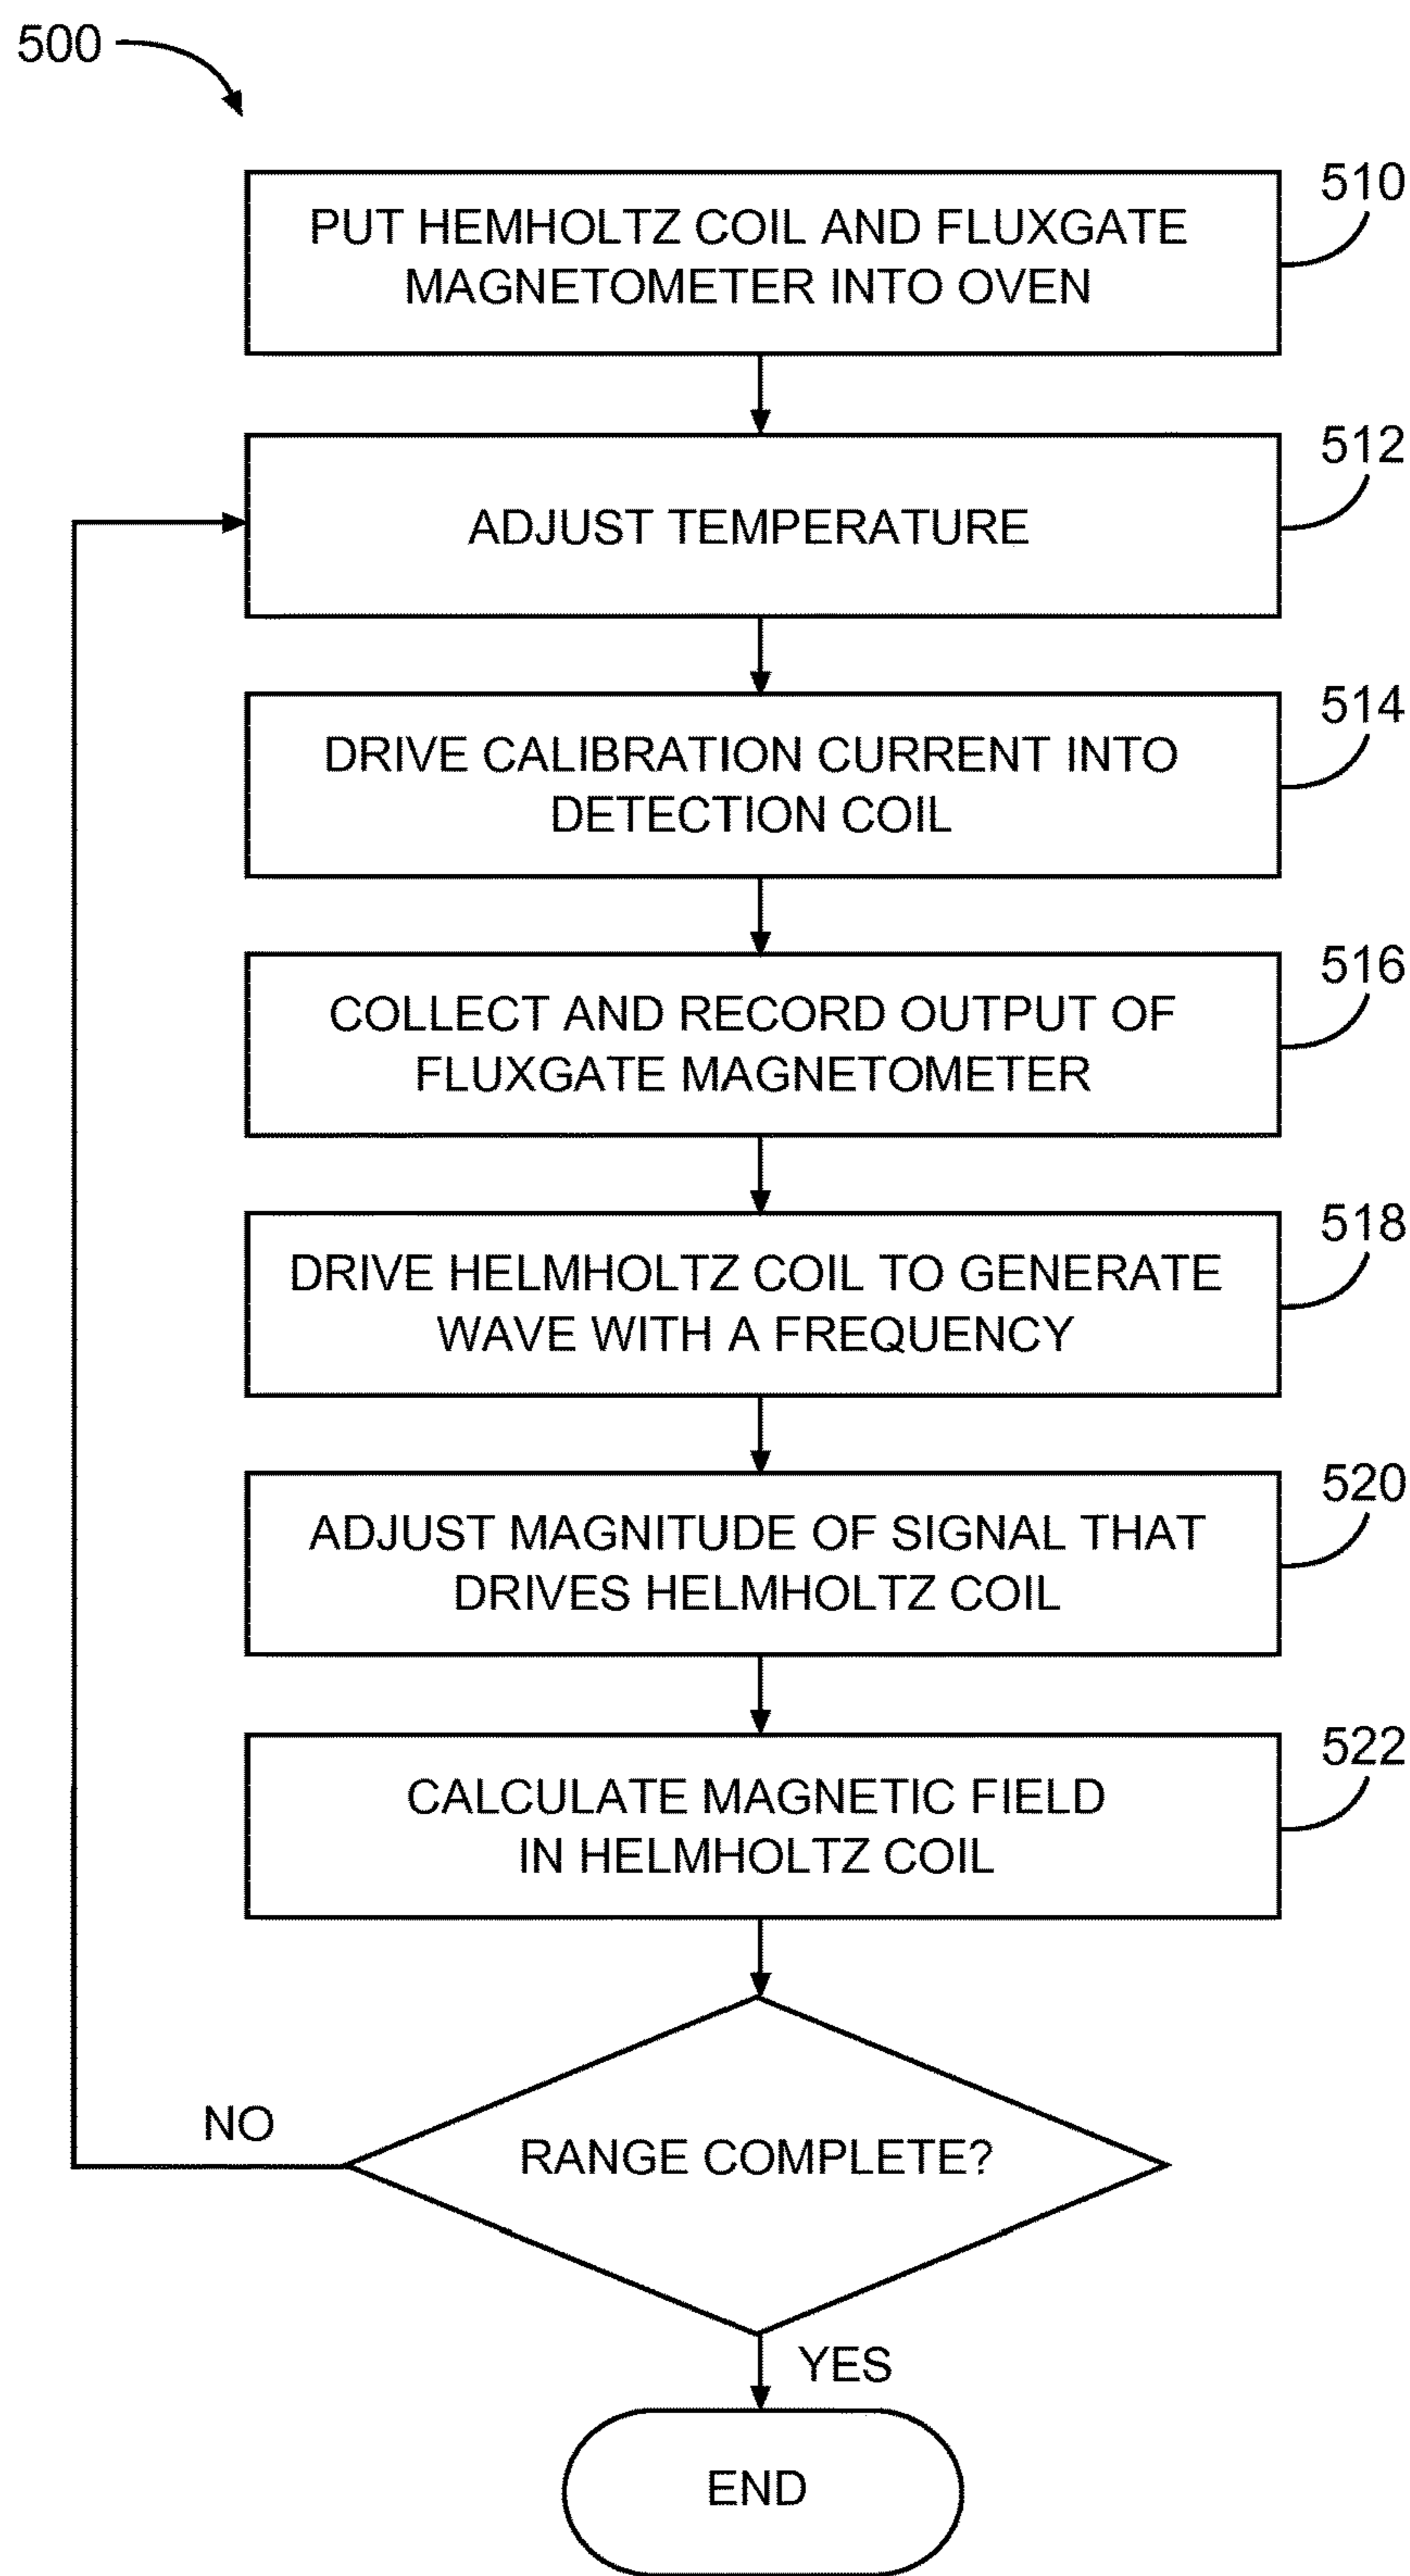 500
510
PUT HEMHOLTZ COIL AND FLUXGATE
MAGNETOMETER INTO OVEN
512
ADJUST TEMPERATURE
514
DRIVE CALIBRATION CURRENT INTO
DETECTION COIL
516
COLLECT AND RECORD OUTPUT OF
FLUXGATE MAGNETOMETER
518
DRIVE HELMHOLTZ COIL TO GENERATE
WAVE WITH A FREQUENCY
520
ADJUST MAGNITUDE OF SIGNAL THAT
DRIVES HELMHOLTZ COIL
522
CALCULATE MAGNETIC FIELD
IN HELMHOLTZ COIL
NO
RANGE COMPLETE?
YES
END